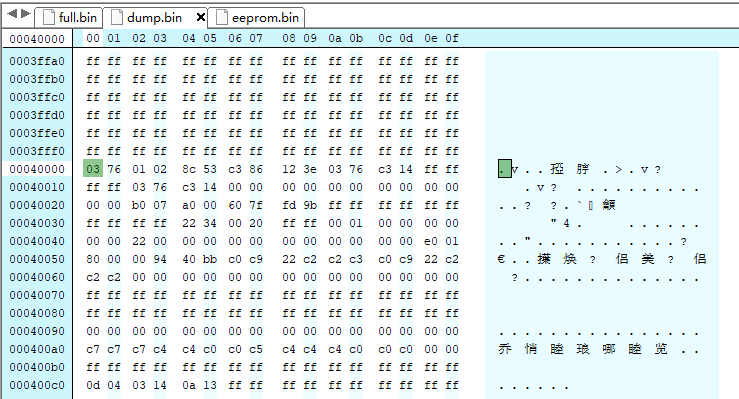 full.bin dump.bin eeprom.bin
00040000 00 01 02 03 04 05 06 07 08 09 0a 0b 0c 0d 0e 0f
0003ffa0 ff ff ff ff ff ff ff ff ff ff ff ff ff ff ff ff
0003ffb0 ff ff ff ff ff ff ff ff ff ff ff ff ff ff ff ff
0003ffc0 ff ff ff ff ff ff ff ff ff ff ff ff ff ff ff ff
0003ffd0 ff ff ff ff ff ff ff ff ff ff ff ff ff ff ff ff
0003ffe0 ff ff ff ff ff ff ff ff ff ff ff ff ff ff ff ff
0003fff0 ff ff ff ff ff ff ff ff ff ff ff ff ff ff ff ff
00040000 03 76 01 02 8c 53 c3 86 12 3e 03 76 c3 14 ff ff .v.. .>.v?
00040010 ff ff 03 76 c3 14 00 00 00 00 00 00 00 00 00 00 .v? ..........
00040020 00 00 b0 07 a0 00 60 7f fd 9b ff ff ff ff ff ff ..? ?.`
00040030 ff ff ff ff 22 34 00 20 ff ff 00 01 00 00 00 00 "4. ......
00040040 00 00 22 00 00 00 00 00 00 00 00 00 00 00 e0 01 .."...........?
00040050 80 00 00 94 40 bb c0 c9 22 c2 c2 c3 c0 c9 22 c2 €.. 焕 ? 侣 美 ? 侣
00040060 c2 c2 00 00 00 00 00 00 00 00 00 00 00 00 00 00 ?..............
00040070 ff ff ff ff ff ff ff ff ff ff ff ff ff ff ff ff
00040080 ff ff ff ff ff ff ff ff ff ff ff ff ff ff ff ff
00040090 00 00 00 00 00 00 00 00 00 00 00 00 00 00 00 00 ................
000400a0 c7 c7 c7 c4 c4 c0 c0 c5 c4 c4 c4 c0 c0 c0 00 00 乔 悄 睦 琅 哪 睦 览 ..
000400b0 ff ff ff ff ff ff ff ff ff ff ff ff ff ff ff ff
000400c0 0d 04 03 14 0a 13 ff ff ff ff ff ff ff ff ff ff ......